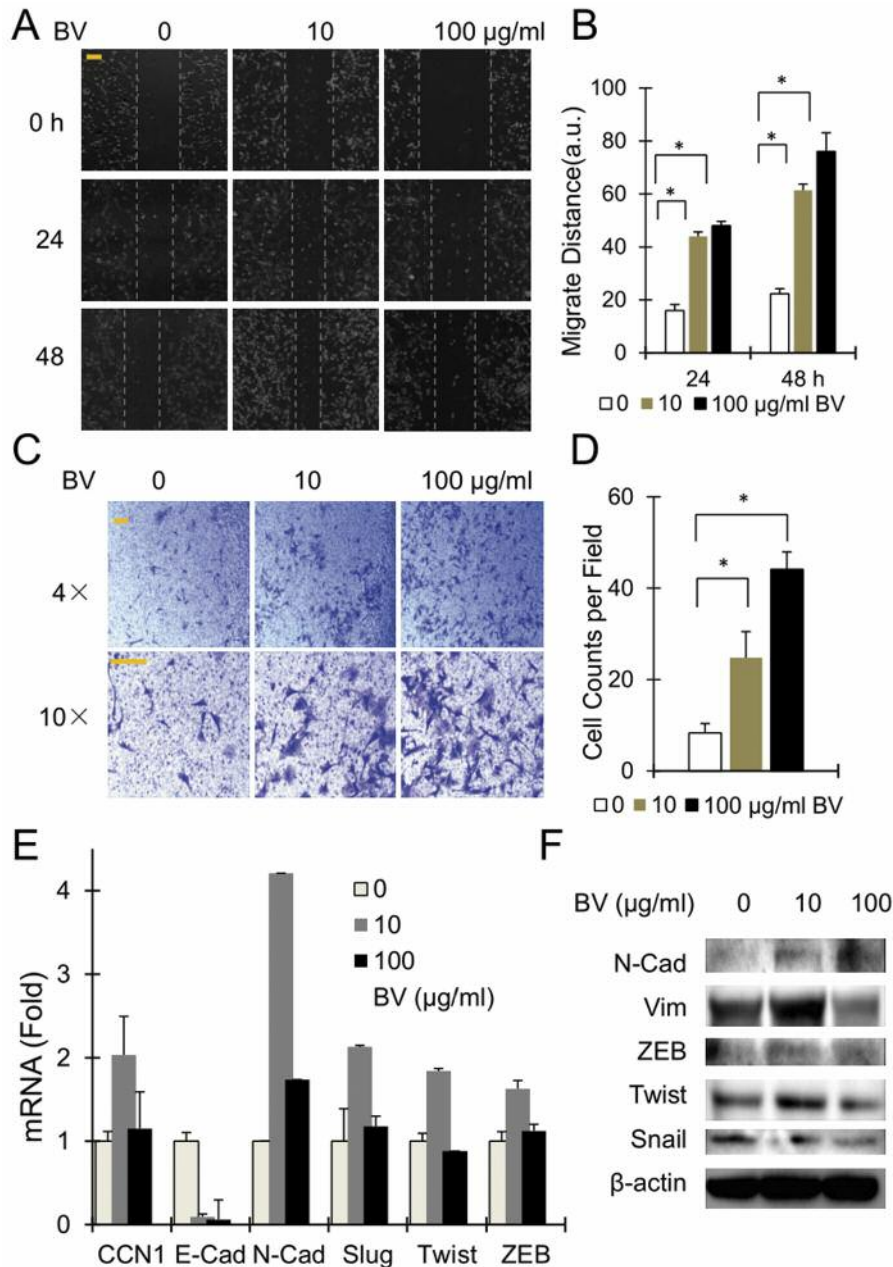 A
BV 0 10 100 µg/ml
0 h
24
48
B
Migrate Distance(a.u.)
100
80
60
40
20
0
* * * *
24 48 h
0 10 100 µg/ml BV
C
BV 0 10 100 µg/ml
4×
10×
D
Cell Counts per Field
60
40
20
0
* *
0 10 100 µg/ml BV
E
mRNA (Fold)
4
3
2
1
0
0
10
100
BV (µg/ml)
CCN1 E-Cad N-Cad Slug Twist ZEB
F
BV (µg/ml) 0 10 100
N-Cad
Vim
ZEB
Twist
Snail
β-actin